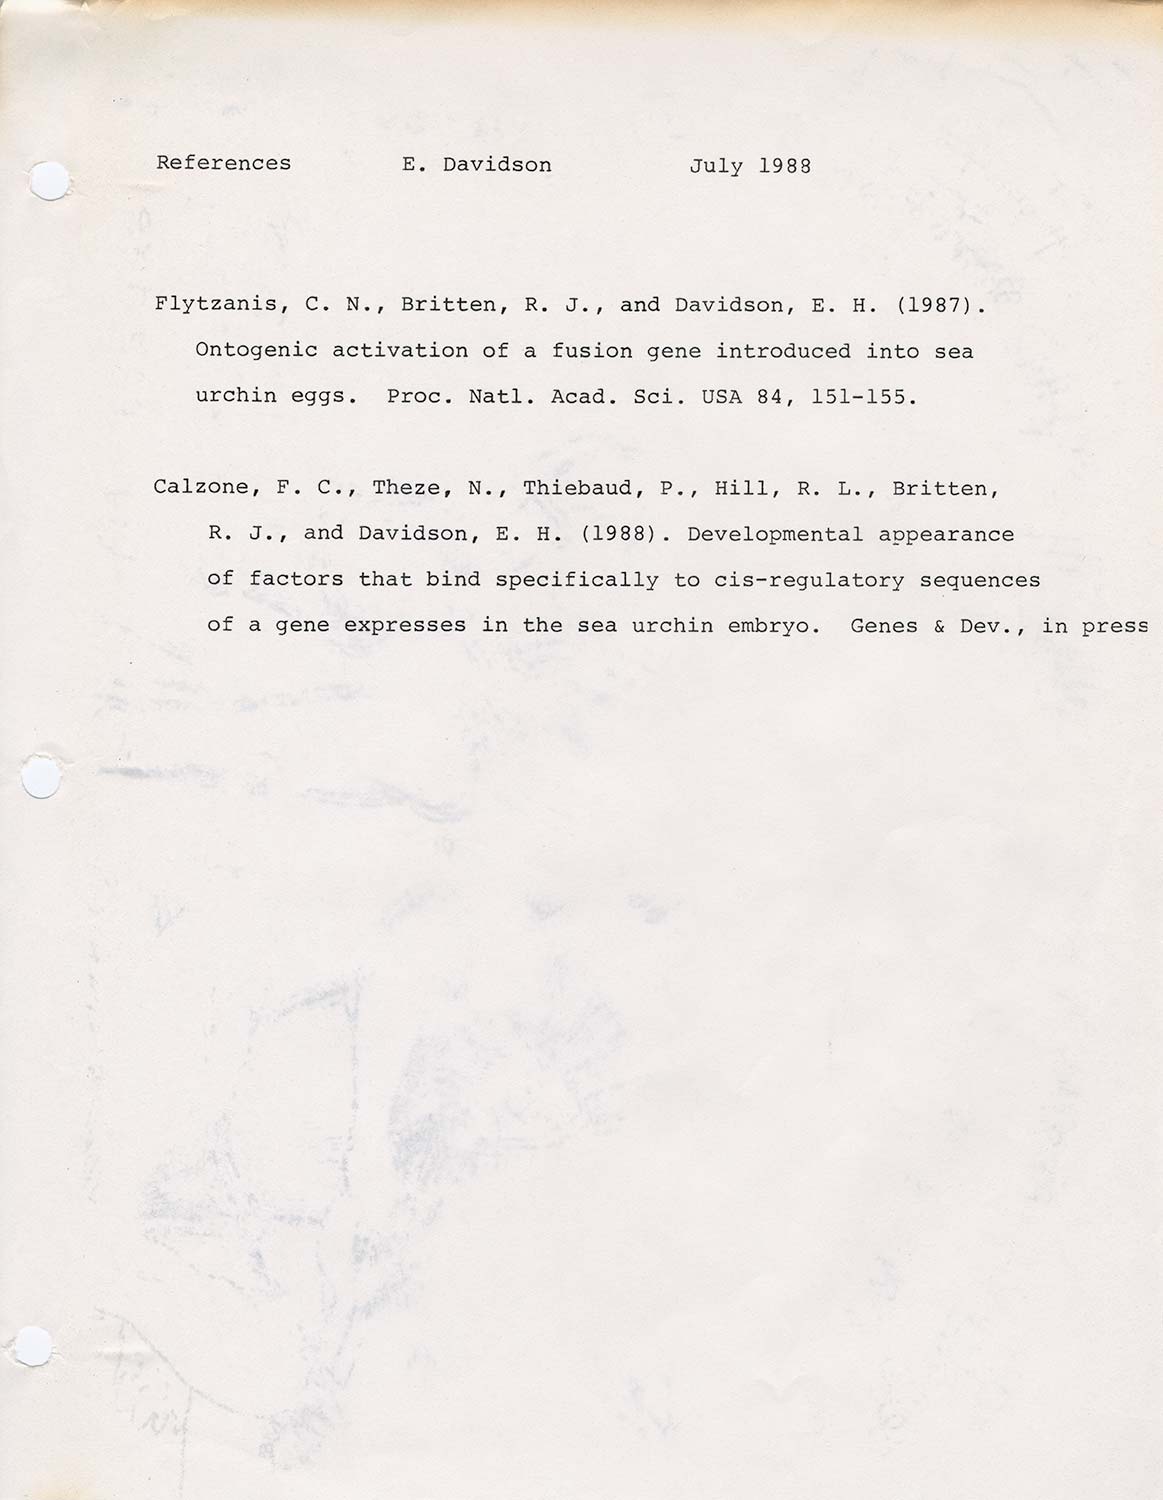 References E. Davidson July 1988
Flytzanis, C. N., Britten, R. J., and Davidson, E. H. (1987).
Ontogenic activation of a fusion gene introduced into sea
urchin eggs. Proc. Natl. Acad. Sci. USA 84, 151-155.
Calzone, F. C., Theze, N., Thiebaud, P., Hill, R. L., Britten,
R. J., and Davidson, E. H. (1988). Developmental appearance
of factors that bind specifically to cis-regulatory sequences
of a gene expresses in the sea urchin embryo. Genes & Dev., in press